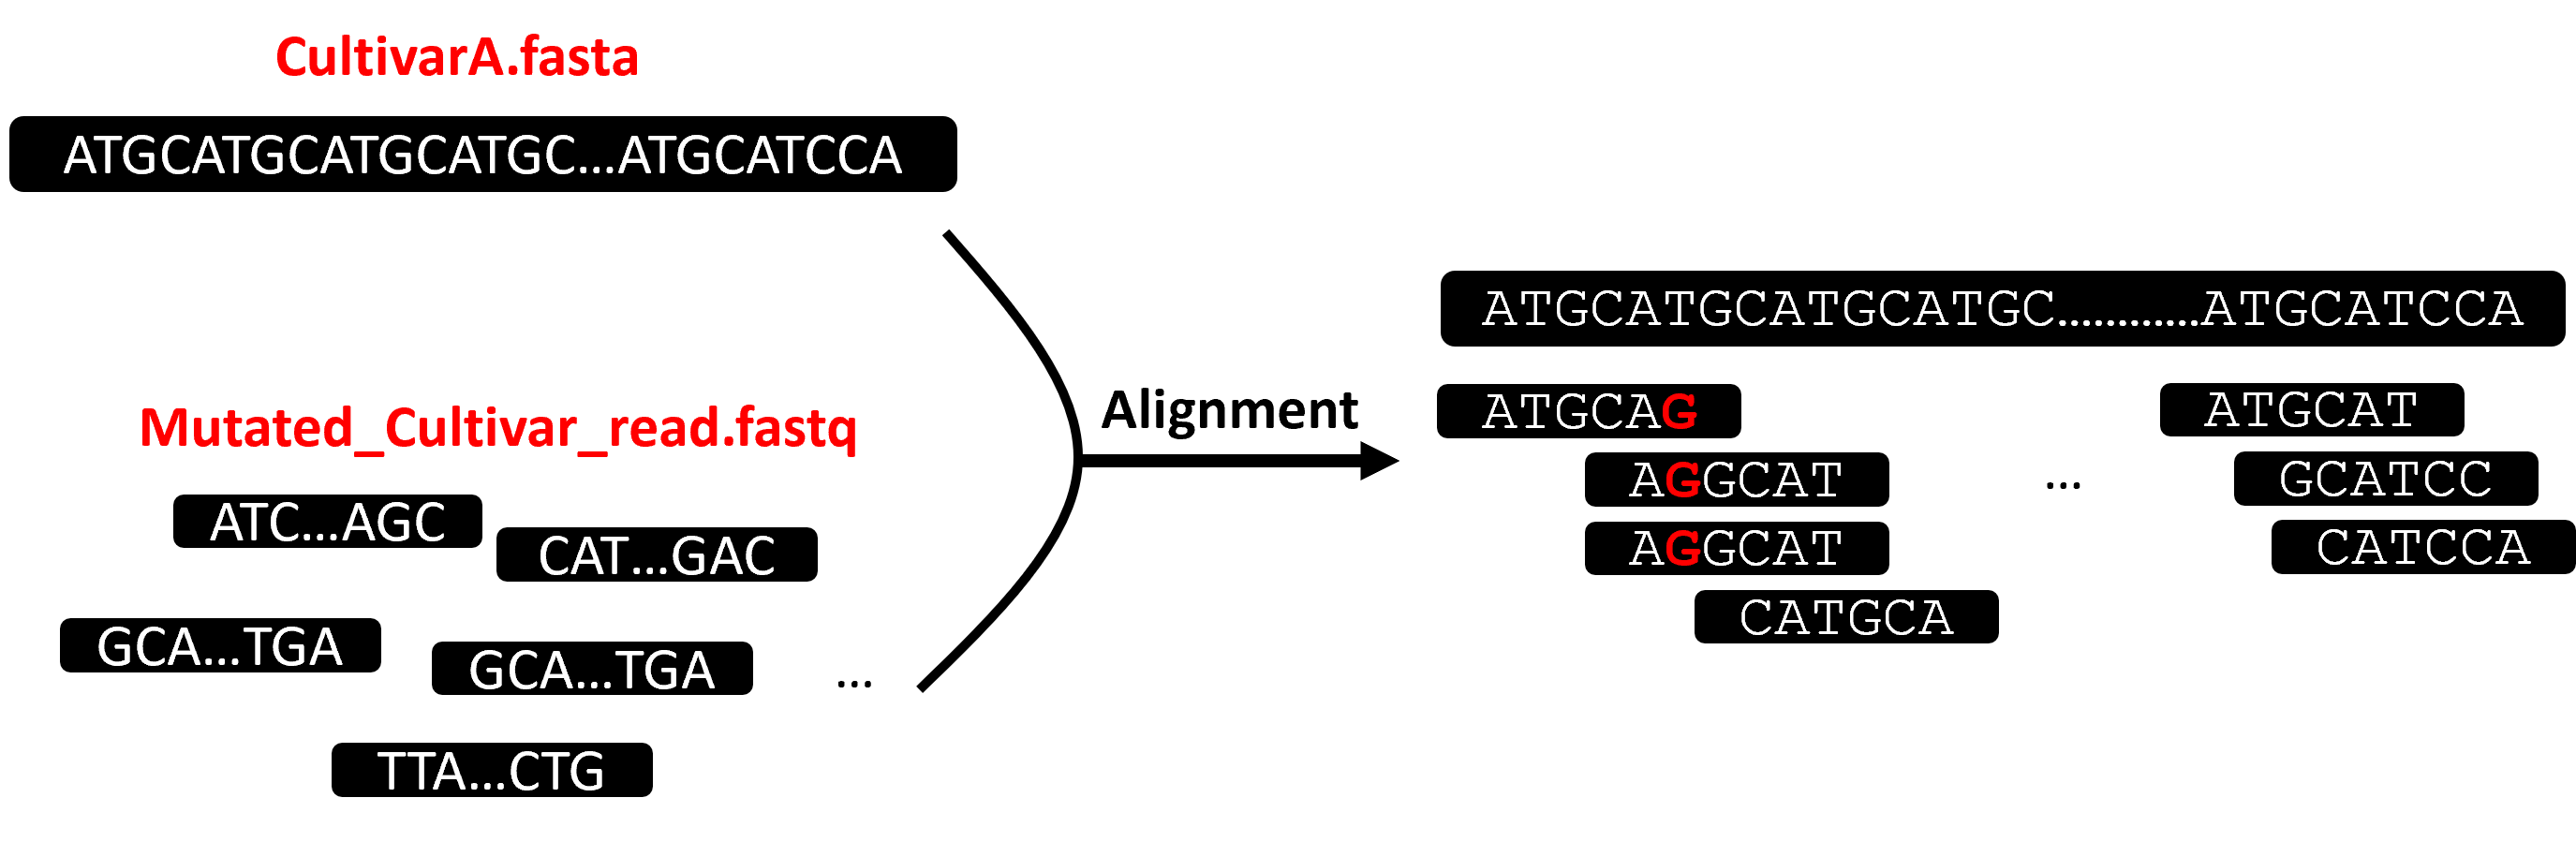 CultivarA.fasta
ATGCATGCATGCATGC...ATGCATCCA
Mutated_Cultivar_read.fastq
ATC...AGC
CAT...GAC
GCA...TGA
GCA...TGA
...
TTA...CTG
Alignment
ATGCATGCATGCATGC............ATGCATCCA
ATGCAG
ATGCAT
AGGCAT
...
GCATCC
AGGCAT
CATCCA
CATGCA